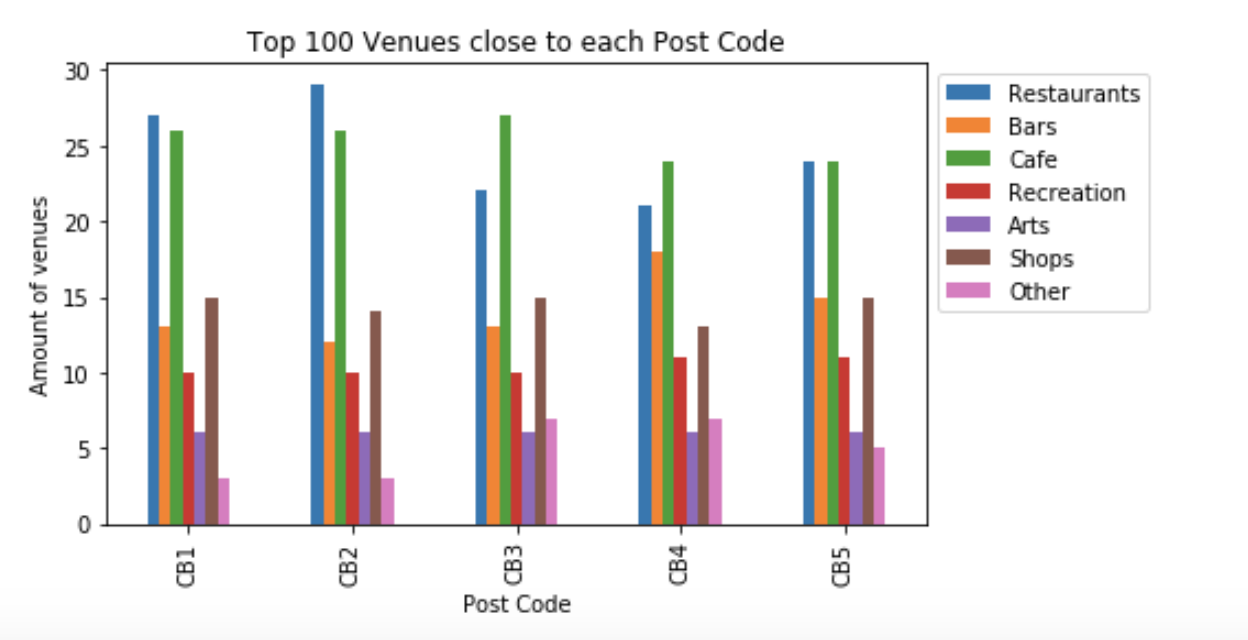 Top 100 Venues close to each Post Code
30
25
20
15
10
5
0
Amount of venues
CB1
CB2
CB3
CB4
CB5
Post Code
Restaurants
Bars
Cafe
Recreation
Arts
Shops
Other